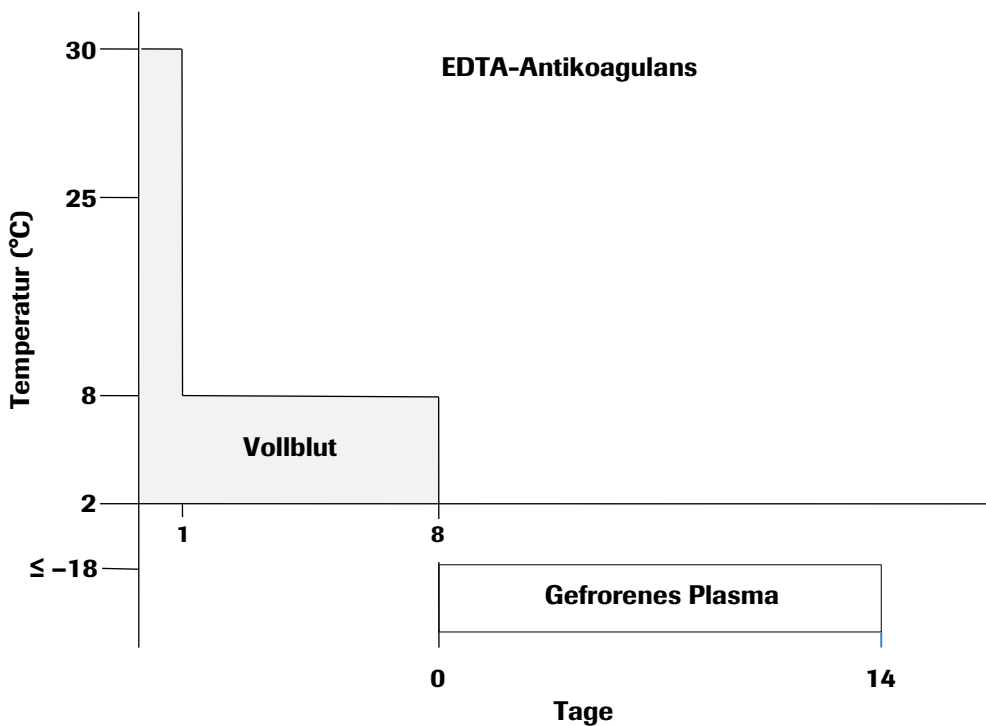 EDTA-Antikoagulans
Temperatur (°C)
30
25
8
2
≤ −18
Vollblut
1
8
Gefrorenes Plasma
0
14
Tage